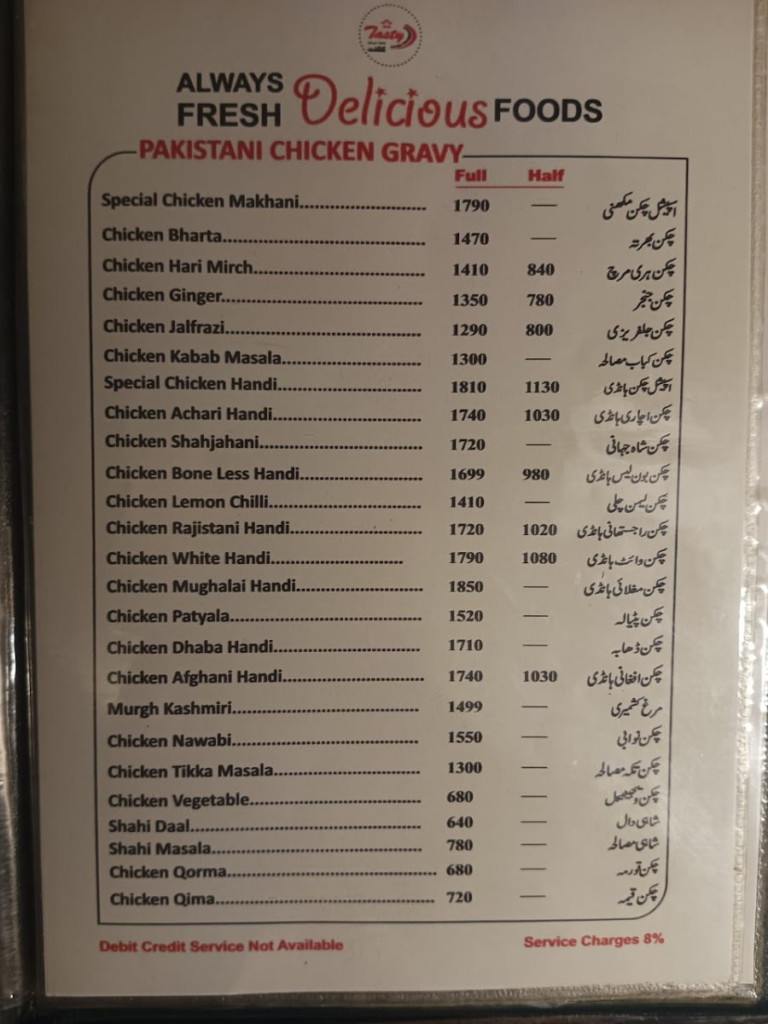 Tasty
ALWAYS FRESH Delicious FOODS
PAKISTANI CHICKEN GRAVY
Full Half
Special Chicken Makhani 1790 — اسپیشل چکن مکھنی
Chicken Bharta 1470 — چکن بھرتہ
Chicken Hari Mirch 1410 840 چکن ہری مرچ
Chicken Ginger 1350 780 چکن جنجر
Chicken Jalfrazi 1290 800 چکن جلفریزی
Chicken Kabab Masala 1300 — چکن کباب مصالحہ
Special Chicken Handi 1810 1130 اسپیشل چکن ہانڈی
Chicken Achari Handi 1740 1030 چکن اچاری ہانڈی
Chicken Shahjahani 1720 — چکن شاہ جہانی
Chicken Bone Less Handi 1699 980 چکن بون لیس ہانڈی
Chicken Lemon Chilli 1410 — چکن لیمن چلی
Chicken Rajistani Handi 1720 1020 چکن راجستھانی ہانڈی
Chicken White Handi 1790 1080 چکن وائٹ ہانڈی
Chicken Mughalai Handi 1850 — چکن مغلائی ہانڈی
Chicken Patyala 1520 — چکن پٹیالہ
Chicken Dhaba Handi 1710 — چکن ڈھابہ
Chicken Afghani Handi 1740 1030 چکن افغانی ہانڈی
Murgh Kashmiri 1499 — مرغ کشمیری
Chicken Nawabi 1550 — چکن نوابی
Chicken Tikka Masala 1300 — چکن تکہ مصالحہ
Chicken Vegetable 680 — چکن ویجیٹیبل
Shahi Daal 640 — شاہی دال
Shahi Masala 780 — شاہی مصالحہ
Chicken Qorma 680 — چکن قورمہ
Chicken Qima 720 — چکن قیمہ
Debit Credit Service Not Available Service Charges 8%